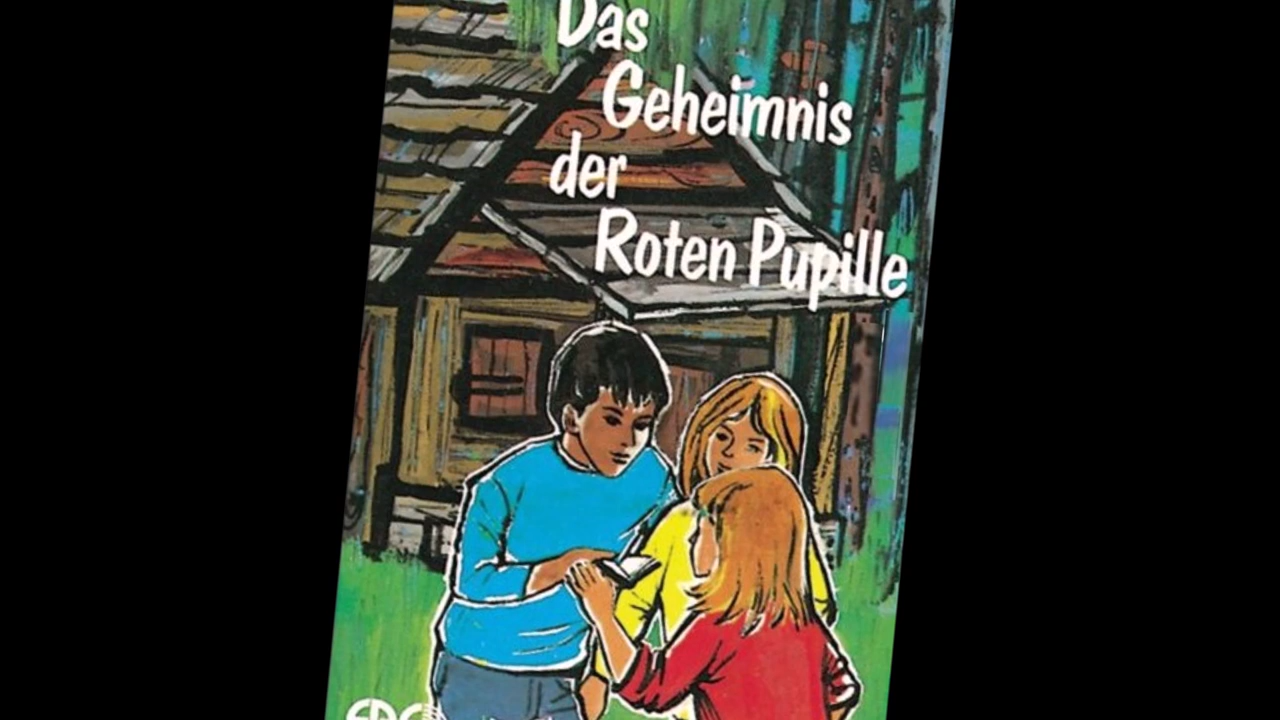 Das
Geheimnis
der
Roten Pupille